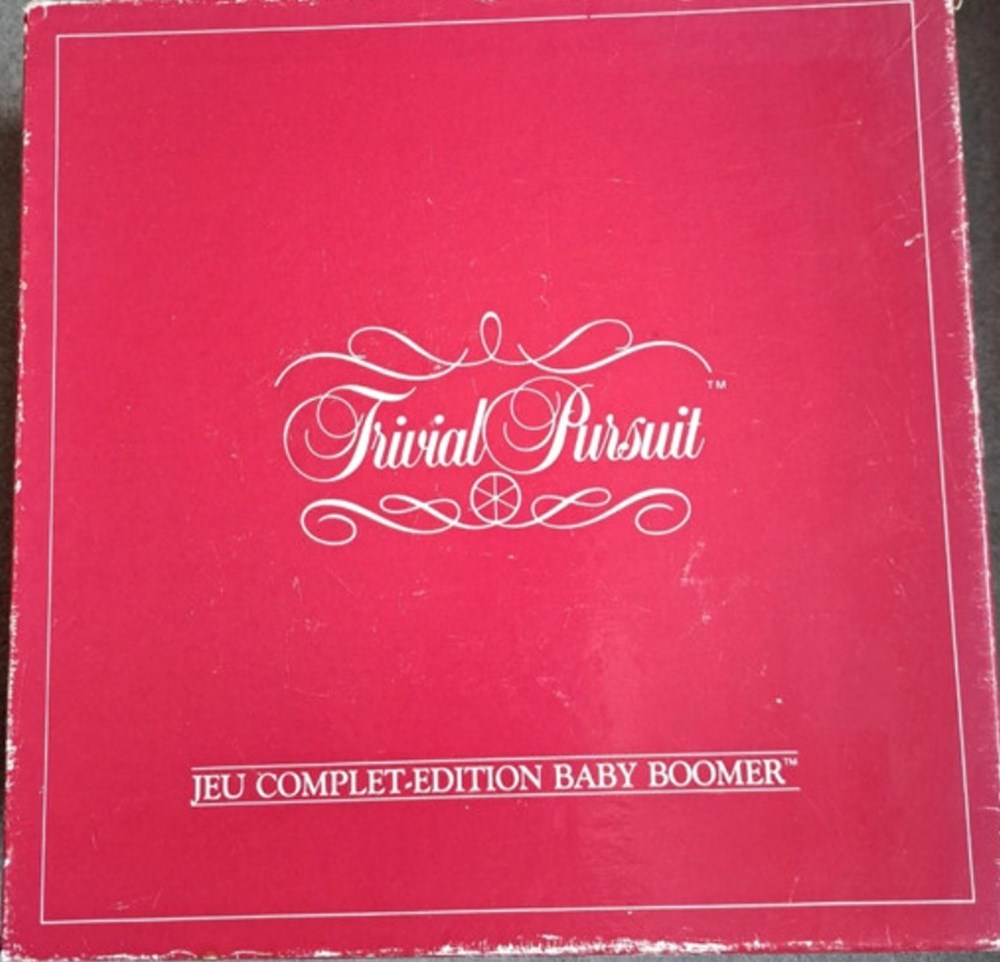 Trivial Pursuit™
JEU COMPLET-EDITION BABY BOOMER™